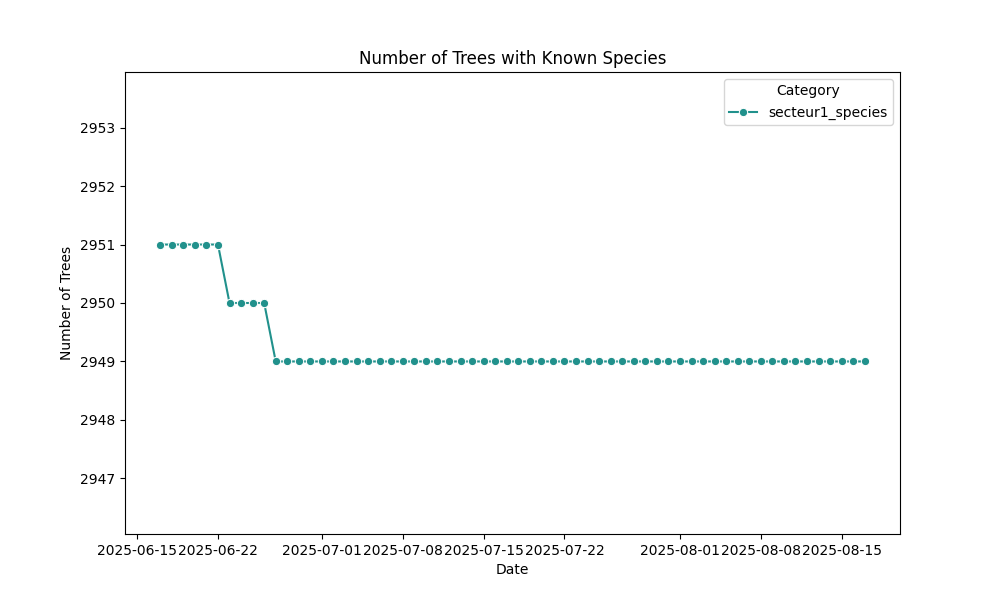 Number of Trees with Known Species
Category
secteur1_species
2953
2952
2951
2950
2949
2948
2947
Number of Trees
2025-06-15 2025-06-22 2025-07-01 2025-07-08 2025-07-15 2025-07-22 2025-08-01 2025-08-08 2025-08-15
Date